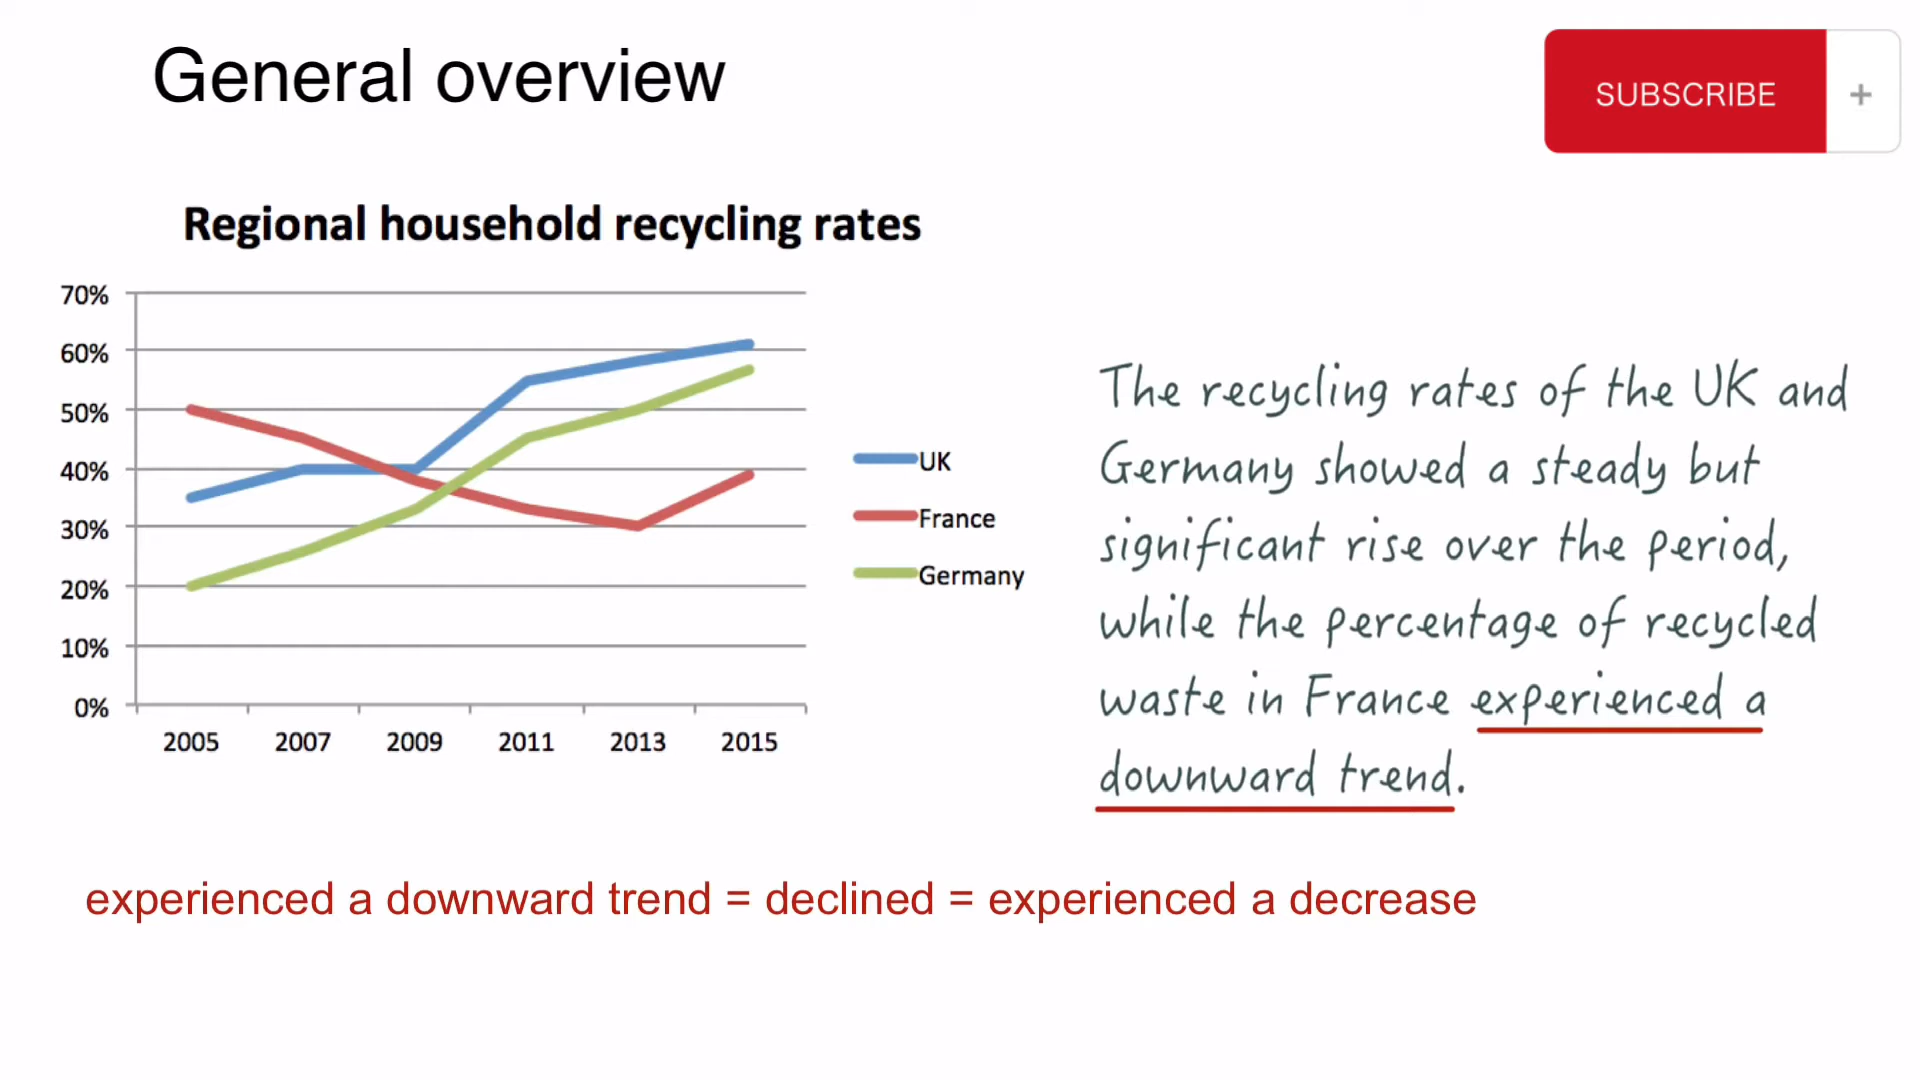 General overview
SUBSCRIBE +
Regional household recycling rates
70%
60%
50%
40%
30%
20%
10%
0%
2005 2007 2009 2011 2013 2015
UK
France
Germany
The recycling rates of the UK and
Germany showed a steady but
significant rise over the period,
while the percentage of recycled
waste in France experienced a
downward trend.
experienced a downward trend = declined = experienced a decrease